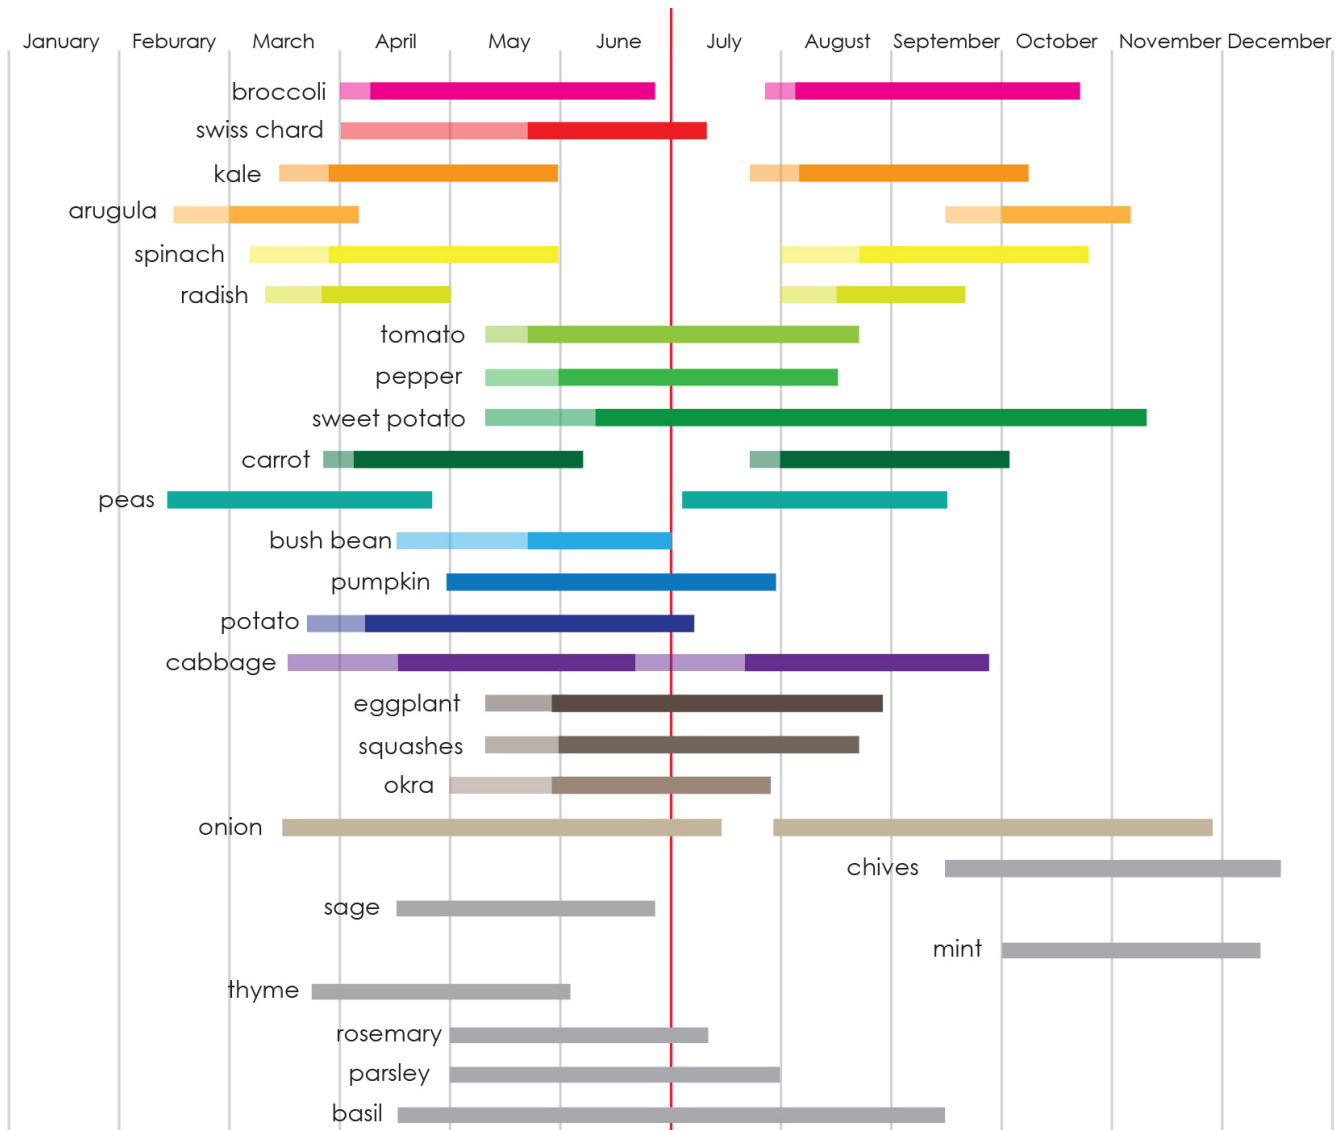 January Feburary March April May June July August September October November December
broccoli
swiss chard
kale
arugula
spinach
radish
tomato
pepper
sweet potato
carrot
peas
bush bean
pumpkin
potato
cabbage
eggplant
squashes
okra
onion
chives
sage
mint
thyme
rosemary
parsley
basil